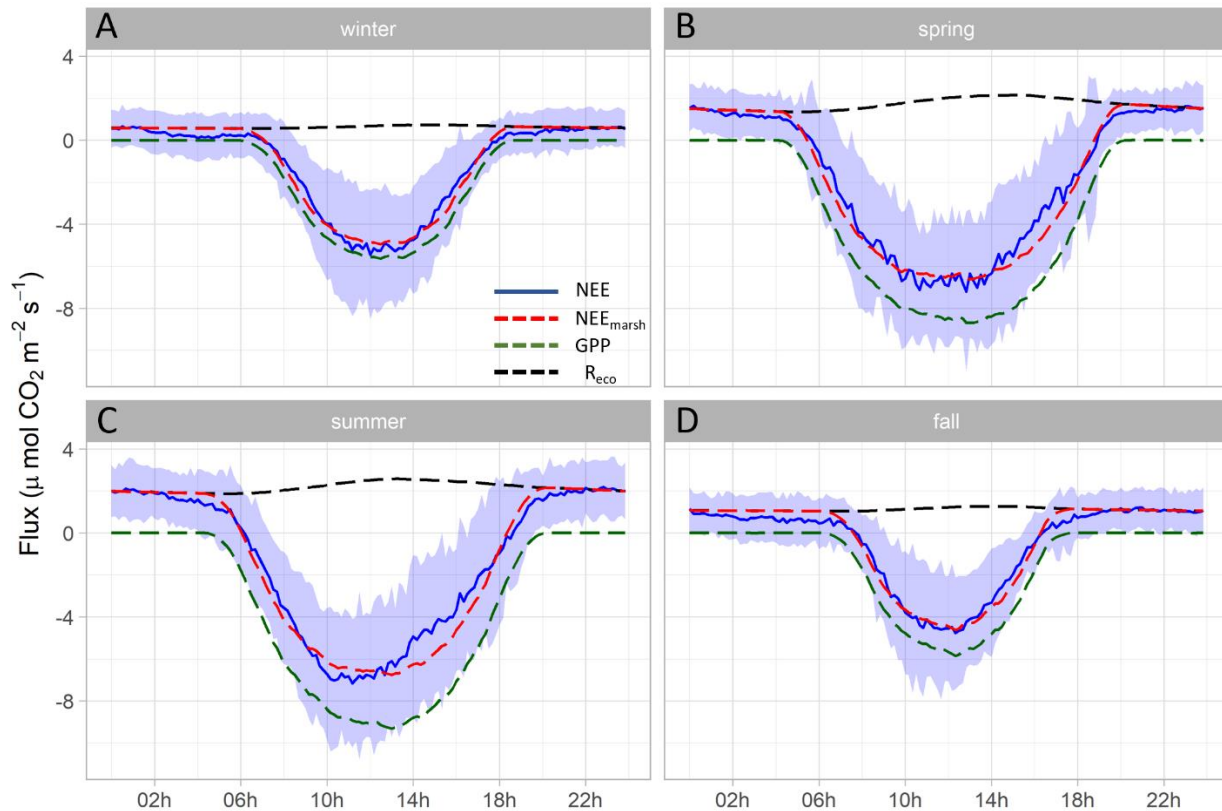 A winter
B spring
4
0
-4
-8
NEE
NEEmarsh
GPP
Reco
Flux (μ mol CO₂ m⁻² s⁻¹)
C summer
D fall
4
0
-4
-8
02h 06h 10h 14h 18h 22h
02h 06h 10h 14h 18h 22h